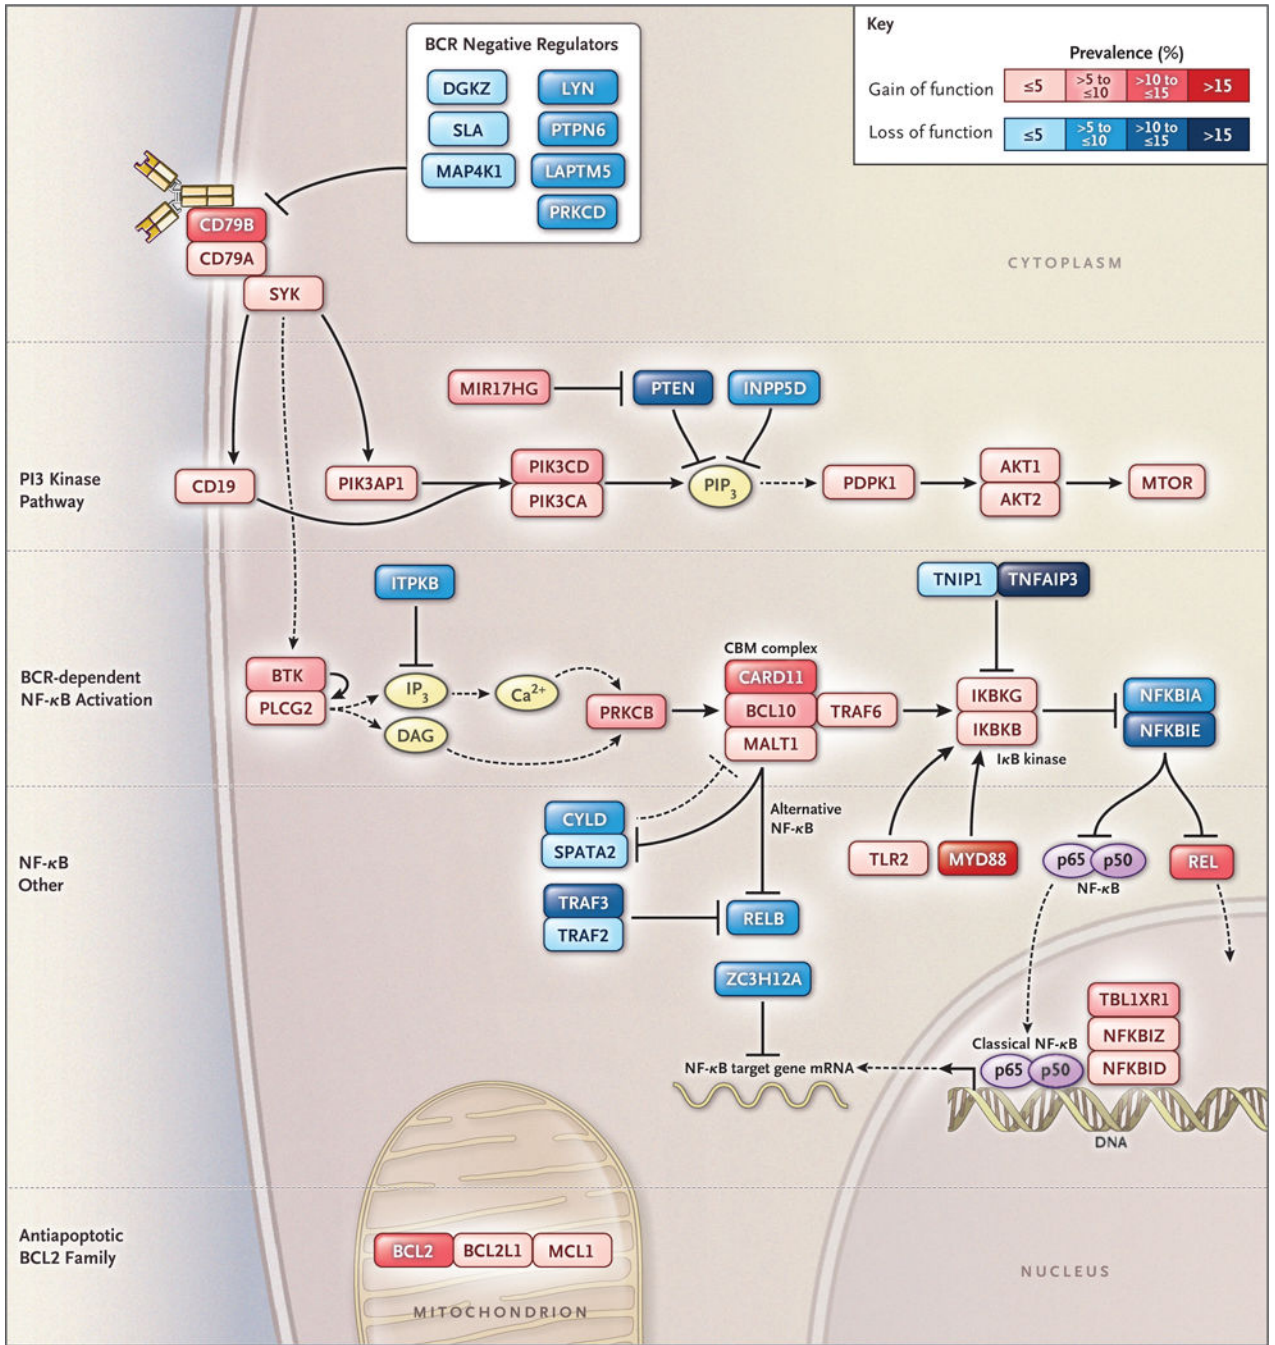 BCR Negative Regulators
DGKZ
LYN
SLA
PTPN6
MAP4K1
LAPTM5
PRKCD
Key
Prevalence (%)
Gain of function
≤5
>5 to
≤10
>10 to
≤15
>15
Loss of function
≤5
>5 to
≤10
>10 to
≤15
>15
CD79B
CD79A
SYK
CYTOPLASM
PI3 Kinase
Pathway
MIR17HG
PTEN
INPP5D
CD19
PIK3AP1
PIK3CD
PIK3CA
PIP3
PDPK1
AKT1
AKT2
MTOR
BCR-dependent
NF-κB Activation
ITPKB
TNIP1
TNFAIP3
BTK
PLCG2
IP3
DAG
Ca2+
PRKCB
CBM complex
CARD11
BCL10
MALT1
TRAF6
IKBKG
IKBKB
IκB kinase
NFKBIA
NFKBIE
NF-κB
Other
CYLD
SPATA2
Alternative
NF-κB
TLR2
MYD88
p65
p50
NF-κB
REL
TRAF3
TRAF2
RELB
ZC3H12A
NF-κB target gene mRNA
Classical NF-κB
p65
p50
TBL1XR1
NFKBIZ
NFKBID
DNA
Antiapoptotic
BCL2 Family
BCL2
BCL2L1
MCL1
MITOCHONDRION
NUCLEUS